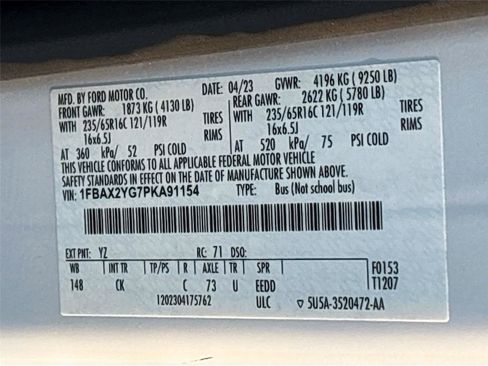 MFD. BY FORD MOTOR CO.
DATE: 04/23 GVWR: 4196 KG ( 9250 LB)
FRONT GAWR: 1873 KG ( 4130 LB) REAR GAWR: 2622 KG ( 5780 LB)
WITH 235/65R16C 121/119R TIRES WITH 235/65R16C 121/119R TIRES
16x6.5J RIMS 16x6.5J RIMS
AT 360 kPa/ 52 PSI COLD AT 520 kPa/ 75 PSI COLD
THIS VEHICLE CONFORMS TO ALL APPLICABLE FEDERAL MOTOR VEHICLE
SAFETY STANDARDS IN EFFECT ON THE DATE OF MANUFACTURE SHOWN ABOVE.
VIN: 1FBAX2YG7PKA91154 TYPE: Bus (Not school bus)
EXT PNT: YZ RC: 71 DSO:
WB INT TR TP/PS R AXLE TR SPR F0153
148 CK C 73 U EEDD T1207
1202304175762 ULC ▽ 5U5A-3520472-AA